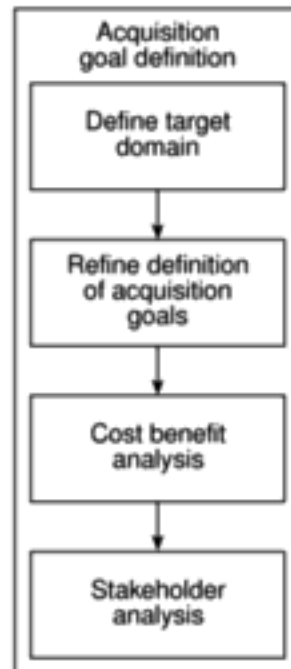 Acquisition
goal definition
Define target
domain
Refine definition
of acquisition
goals
Cost benefit
analysis
Stakeholder
analysis